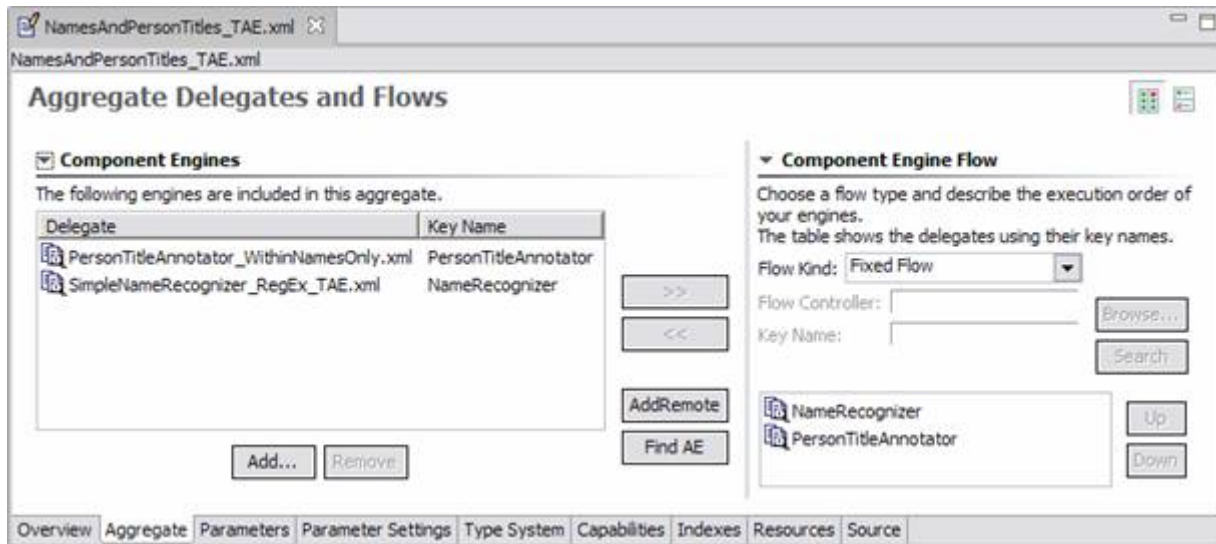 NamesAndPersonTitles_TAE.xml
NamesAndPersonTitles_TAE.xml
Aggregate Delegates and Flows
Component Engines
The following engines are included in this aggregate.
Delegate Key Name
PersonTitleAnnotator_WithinNamesOnly.xml PersonTitleAnnotator
SimpleNameRecognizer_RegEx_TAE.xml NameRecognizer
>>
<<
AddRemote
Find AE
Add... Remove
Component Engine Flow
Choose a flow type and describe the execution order of
your engines.
The table shows the delegates using their key names.
Flow Kind: Fixed Flow
Flow Controller:
Browse...
Key Name:
Search
NameRecognizer
PersonTitleAnnotator
Up
Down
Overview Aggregate Parameters Parameter Settings Type System Capabilities Indexes Resources Source